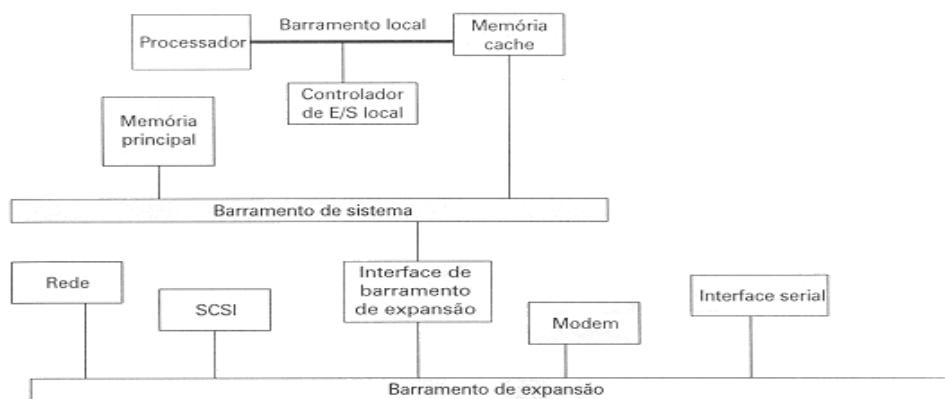 Barramento local
Processador
Memória
cache
Controlador
de E/S local
Memória
principal
Barramento de sistema
Rede
SCSI
Interface de
barramento
de expansão
Modem
Interface serial
Barramento de expansão